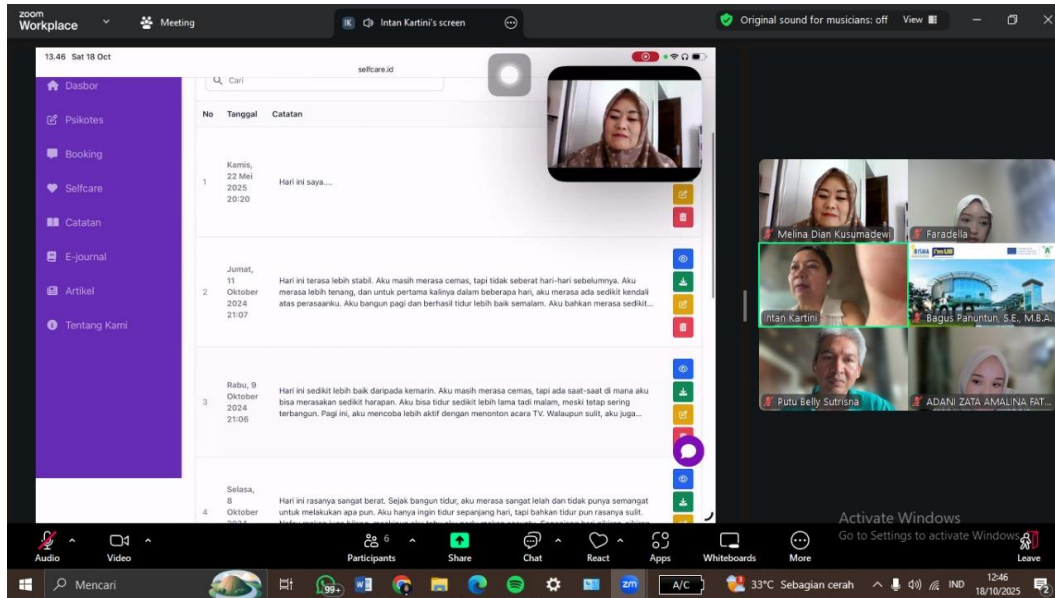 zoom
Workplace
Meeting
IK Intan Kartini's screen
Original sound for musicians: off
View
13.46 Sat 18 Oct
selfcare.id
Dasbor
Psikotes
Booking
Selfcare
Catatan
E-journal
Artikel
Tentang Kami
Cari
No Tanggal Catatan
1
Kamis,
22 Mei
2025
20:20
Hari ini saya....
2
Jumat,
11
Oktober
2024
21:07
Hari ini terasa lebih stabil. Aku masih merasa cemas, tapi tidak seberat hari-hari sebelumnya. Aku
merasa lebih tenang, dan untuk pertama kalinya dalam beberapa hari, aku merasa ada sedikit kendali
atas perasaanku. Aku bangun pagi dan berhasil tidur lebih baik semalam. Aku bahkan merasa sedikit...
3
Rabu, 9
Oktober
2024
21:06
Hari ini sedikit lebih baik daripada kemarin. Aku masih merasa cemas, tapi ada saat-saat di mana aku
bisa merasakan sedikit harapan. Aku bisa tidur sedikit lebih lama tadi malam, meski tetap sering
terbangun. Pagi ini, aku mencoba lebih aktif dengan menonton acara TV. Walaupun sulit, aku juga...
4
Selasa,
8
Oktober
Hari ini rasanya sangat berat. Sejak bangun tidur, aku merasa sangat lelah dan tidak punya semangat
untuk melakukan apa pun. Aku hanya ingin tidur sepanjang hari, tapi bahkan tidur pun rasanya sulit.
Melina Dian Kusumadewi
Faradella
Intan Kartini
Bagus Panuntun, S.E., M.B.A.
Putu Belly Sutrisna
ADANI ZATA AMALINA FAT...
Activate Windows
Go to Settings to activate Windows.
Audio
Video
Participants
6
Share
Chat
React
Apps
Whiteboards
More
Leave
Mencari
99+
zm
A/C
33°C Sebagian cerah
IND
12:46
18/10/2025
2